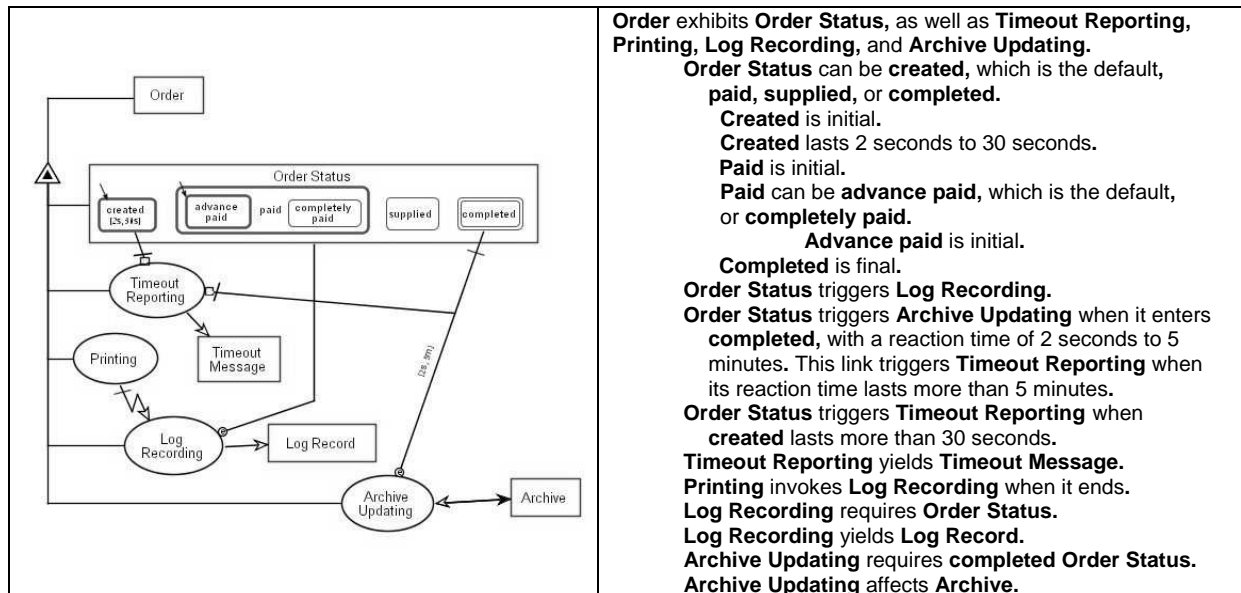 Order
Order Status
created
[2s,30s]
advance
paid
paid
completely
paid
supplied
completed
Timeout
Reporting
Printing
Timeout
Message
[2s, 5m]
Log
Recording
Log Record
Archive
Updating
Archive
Order exhibits Order Status, as well as Timeout Reporting,
Printing, Log Recording, and Archive Updating.
Order Status can be created, which is the default,
paid, supplied, or completed.
Created is initial.
Created lasts 2 seconds to 30 seconds.
Paid is initial.
Paid can be advance paid, which is the default,
or completely paid.
Advance paid is initial.
Completed is final.
Order Status triggers Log Recording.
Order Status triggers Archive Updating when it enters
completed, with a reaction time of 2 seconds to 5
minutes. This link triggers Timeout Reporting when
its reaction time lasts more than 5 minutes.
Order Status triggers Timeout Reporting when
created lasts more than 30 seconds.
Timeout Reporting yields Timeout Message.
Printing invokes Log Recording when it ends.
Log Recording requires Order Status.
Log Recording yields Log Record.
Archive Updating requires completed Order Status.
Archive Updating affects Archive.